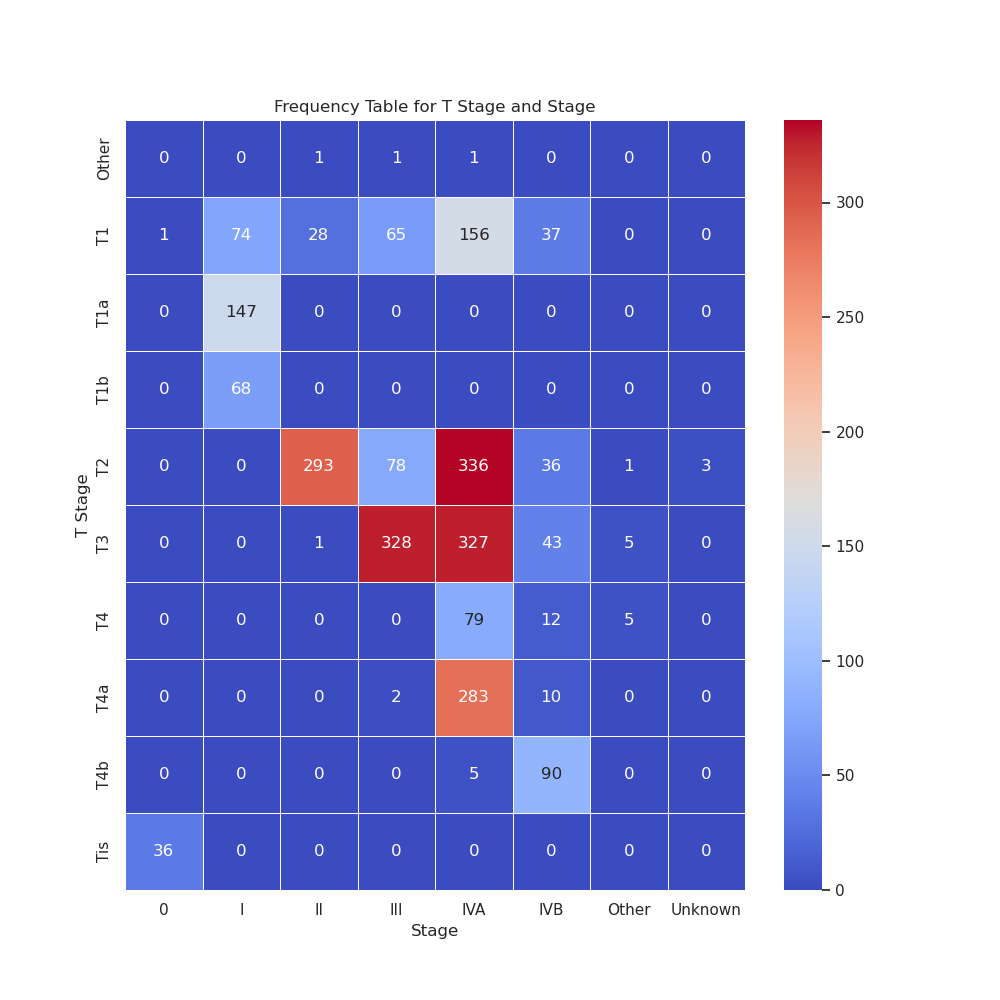 Frequency Table for T Stage and Stage
Other 0 0 1 1 1 0 0 0
T1 1 74 28 65 156 37 0 0
T1a 0 147 0 0 0 0 0 0
T1b 0 68 0 0 0 0 0 0
T2 0 0 293 78 336 36 1 3
T3 0 0 1 328 327 43 5 0
T4 0 0 0 0 79 12 5 0
T4a 0 0 0 2 283 10 0 0
T4b 0 0 0 0 5 90 0 0
Tis 36 0 0 0 0 0 0 0
0 I II III IVA IVB Other Unknown
Stage
T Stage
300
250
200
150
100
50
0